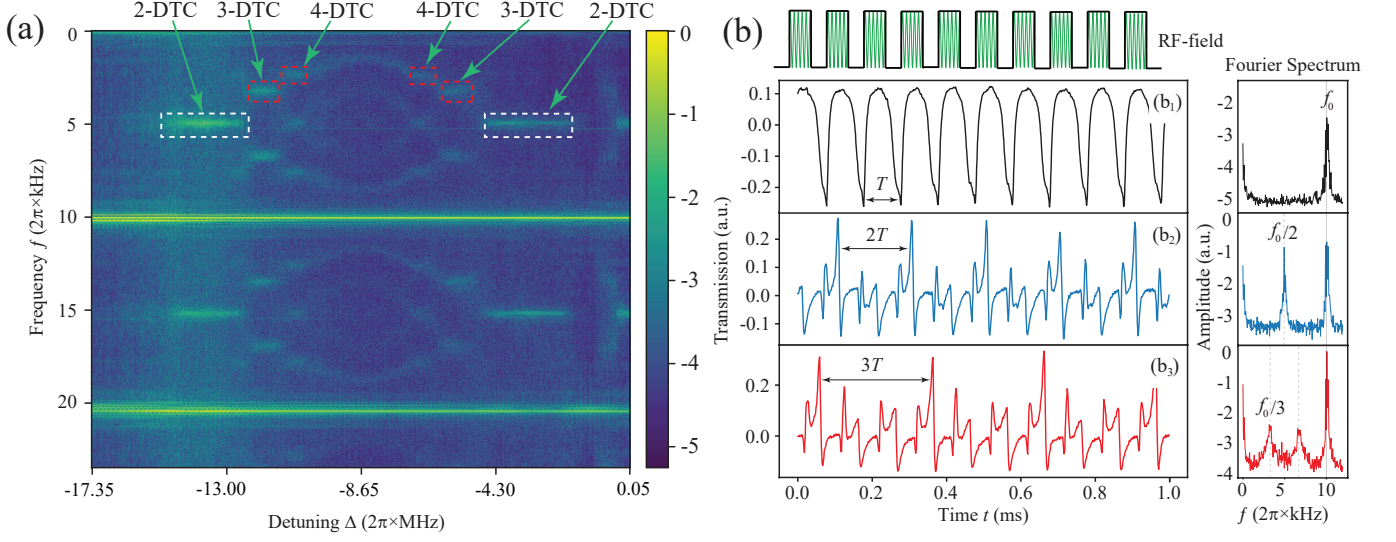 (a)
2-DTC 3-DTC 4-DTC 4-DTC 3-DTC 2-DTC
0
5
10
15
20
Frequency f (2π×kHz)
-17.35 -13.00 -8.65 -4.30 0.05
Detuning Δ (2π×MHz)
0
-1
-2
-3
-4
-5
(b)
RF-field
Fourier Spectrum
Transmission (a.u.)
0.1
0.0
-0.1
-0.2
(b₁)
T
0.2
0.1
0.0
-0.1
(b₂)
2T
0.2
0.0
(b₃)
3T
0.0 0.2 0.4 0.6 0.8 1.0
Time t (ms)
Amplitude (a.u.)
-2
-3
-4
-5
f₀
0
-1
-2
-3
f₀/2
0
-1
-2
-3
-4
f₀/3
0 5 10
f (2π×kHz)